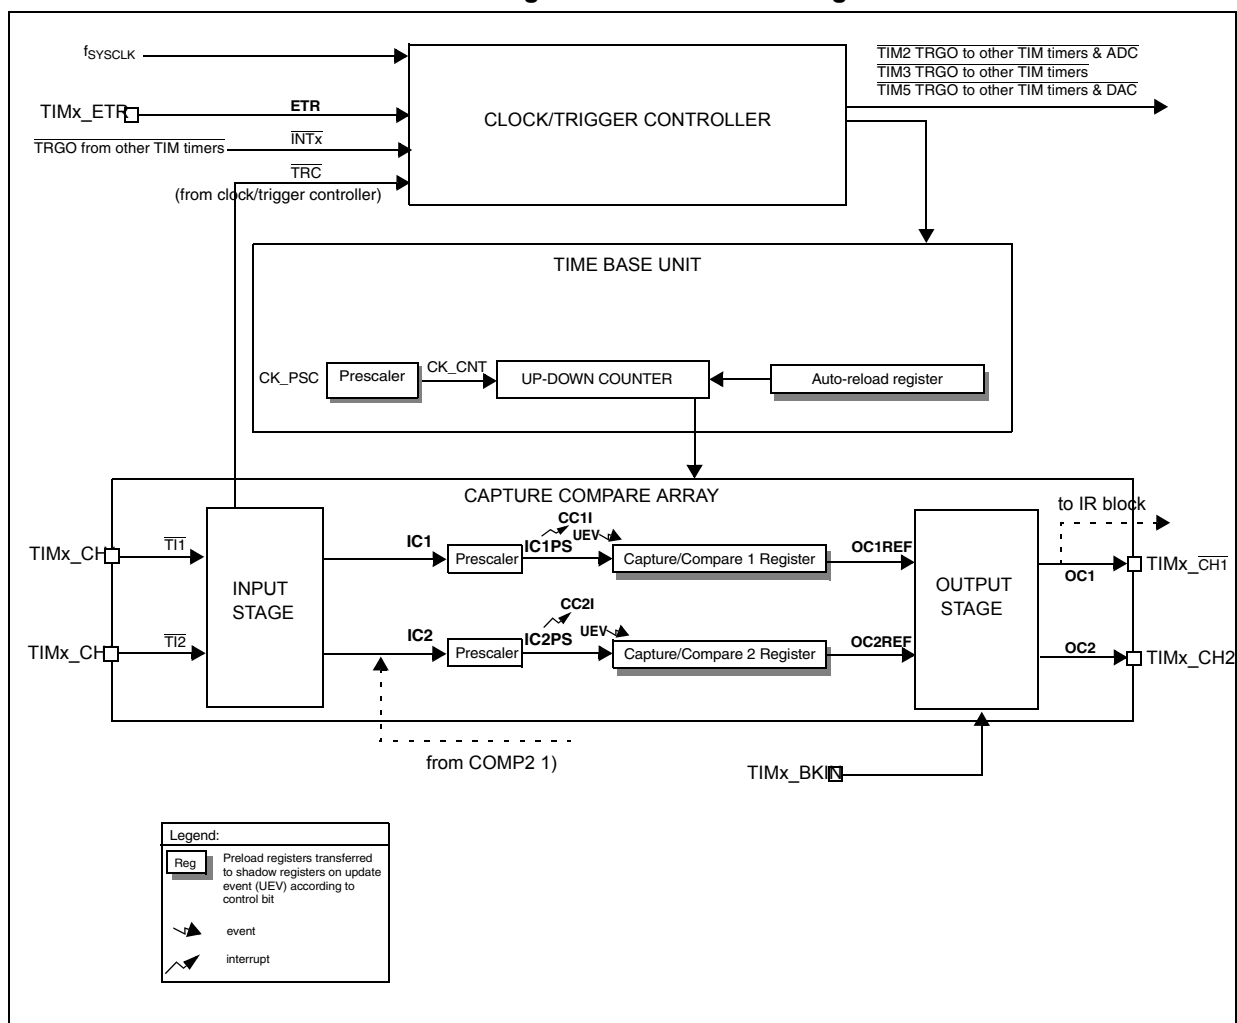 fSYSCLK
TIMx_ETR
ETR
TRGO from other TIM timers
INTx
TRC
(from clock/trigger controller)
CLOCK/TRIGGER CONTROLLER
TIM2 TRGO to other TIM timers & ADC
TIM3 TRGO to other TIM timers
TIM5 TRGO to other TIM timers & DAC
TIME BASE UNIT
CK_PSC
Prescaler
CK_CNT
UP-DOWN COUNTER
Auto-reload register
CAPTURE COMPARE ARRAY
to IR block
TIMx_CH
TI1
INPUT
STAGE
IC1
Prescaler
IC1PS
CC1I
UEV
Capture/Compare 1 Register
OC1REF
OUTPUT
STAGE
OC1
TIMx_CH1
TIMx_CH
TI2
IC2
Prescaler
IC2PS
CC2I
UEV
Capture/Compare 2 Register
OC2REF
OC2
TIMx_CH2
from COMP2 1)
TIMx_BKIN
Legend:
Reg
Preload registers transferred
to shadow registers on update
event (UEV) according to
control bit
event
interrupt